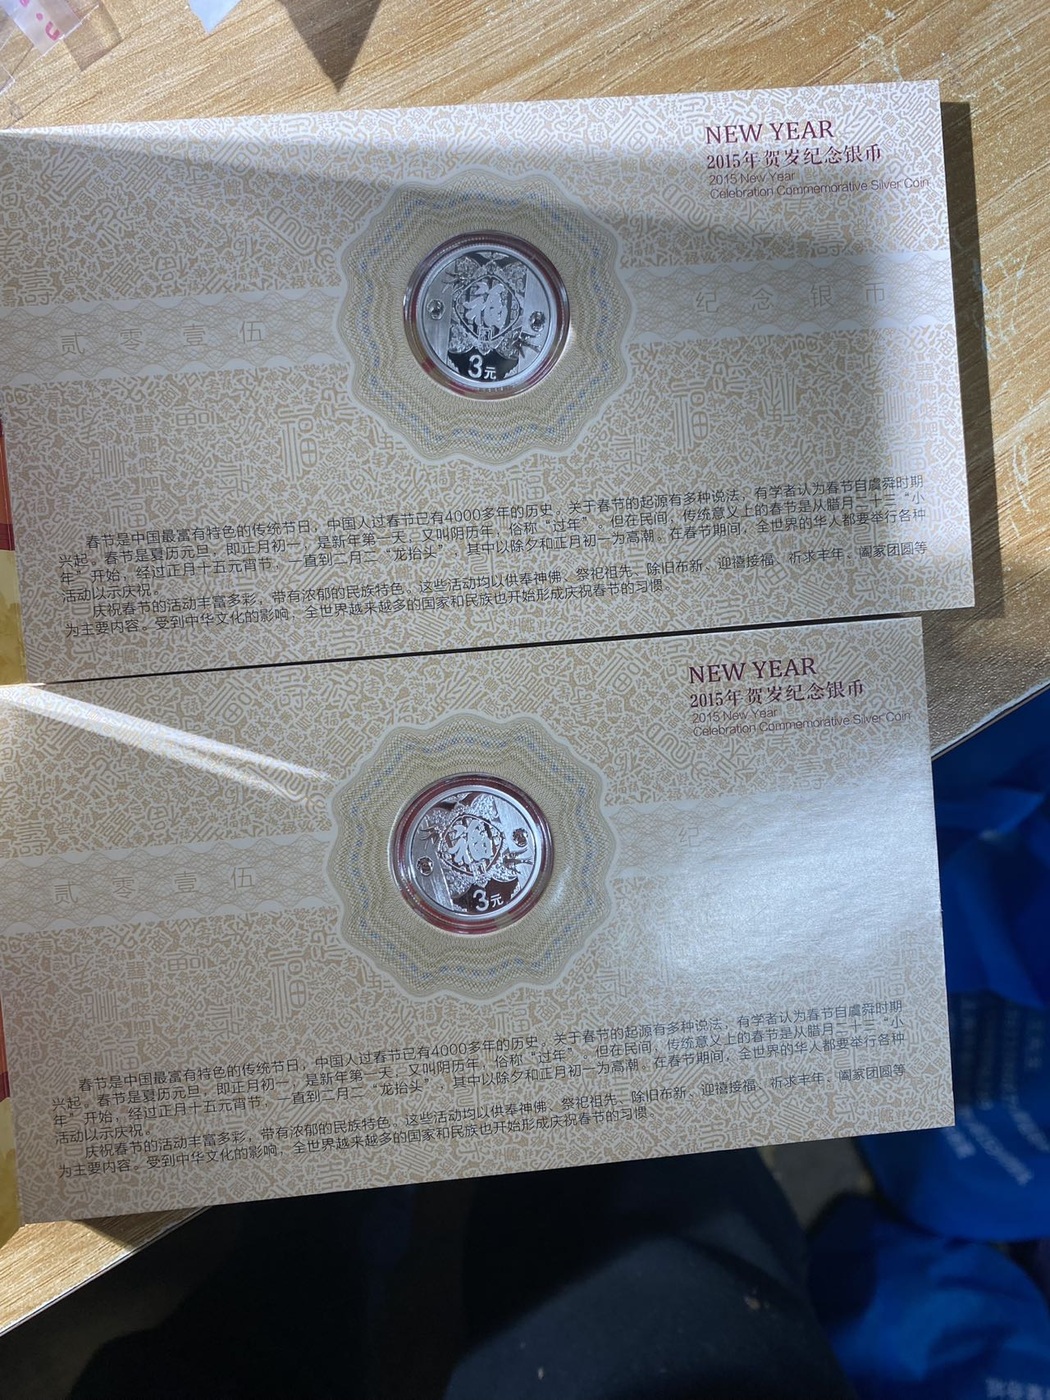 NEW YEAR
2015年贺岁纪念银币
2015 New Year
Celebration Commemorative Silver Coin
贰零壹伍
纪念银币
福
3元
春节是中国最富有特色的传统节日，中国人过春节已有4000多年的历史，关于春节的起源有多种说法，有学者认为春节自虞舜时期
兴起。春节是夏历元旦，即正月初一，是新年第一天，又叫阴历年，俗称“过年”。但在民间，传统意义上的春节是从腊月二十三“小
年”开始，经过正月十五元宵节，一直到二月二“龙抬头”，其中以除夕和正月初一为高潮。在春节期间，全世界的华人都要举行各种
活动以示庆祝。
庆祝春节的活动丰富多彩，带有浓郁的民族特色，这些活动均以供奉神佛、祭祀祖先、除旧布新、迎禧接福、祈求丰年、阖家团圆等
为主要内容。受到中华文化的影响，全世界越来越多的国家和民族也开始形成庆祝春节的习惯。
NEW YEAR
2015年贺岁纪念银币
2015 New Year
Celebration Commemorative Silver Coin
贰零壹伍
纪
福
3元
春节是中国最富有特色的传统节日，中国人过春节已有4000多年的历史，关于春节的起源有多种说法，有学者认为春节自虞舜时期
兴起。春节是夏历元旦，即正月初一，是新年第一天，又叫阴历年，俗称“过年”。但在民间，传统意义上的春节是从腊月二十三“小
年”开始，经过正月十五元宵节，一直到二月二“龙抬头”，其中以除夕和正月初一为高潮。在春节期间，全世界的华人都要举行各种
活动以示庆祝。
庆祝春节的活动丰富多彩，带有浓郁的民族特色，这些活动均以供奉神佛、祭祀祖先、除旧布新、迎禧接福、祈求丰年、阖家团圆等
为主要内容。受到中华文化的影响，全世界越来越多的国家和民族也开始形成庆祝春节的习惯。